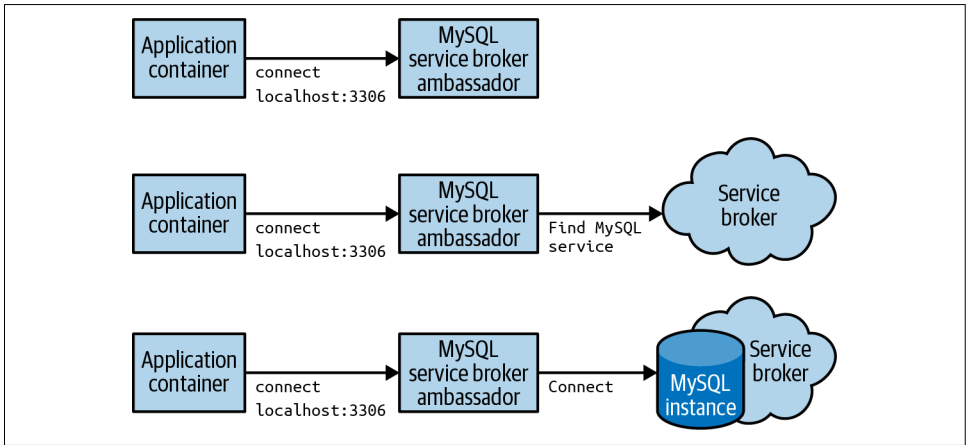 Application
container
connect
localhost:3306
MySQL
service broker
ambassador
Application
container
connect
localhost:3306
MySQL
service broker
ambassador
Find MySQL
service
Service
broker
Application
container
connect
localhost:3306
MySQL
service broker
ambassador
Connect
MySQL
instance
Service
broker